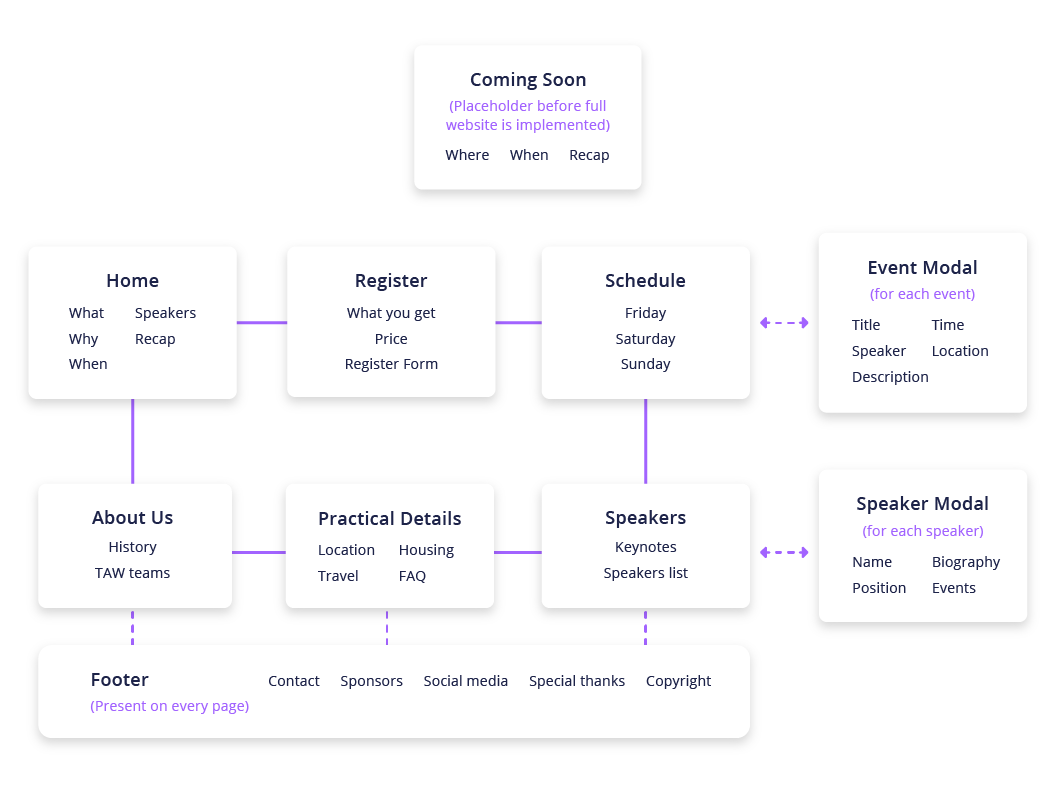 Coming Soon
(Placeholder before full
website is implemented)
Where When Recap
Home
What Speakers
Why Recap
When
Register
What you get
Price
Register Form
Schedule
Friday
Saturday
Sunday
Event Modal
(for each event)
Title Time
Speaker Location
Description
About Us
History
TAW teams
Practical Details
Location Housing
Travel FAQ
Speakers
Keynotes
Speakers list
Speaker Modal
(for each speaker)
Name Biography
Position Events
Footer Contact Sponsors Social media Special thanks Copyright
(Present on every page)